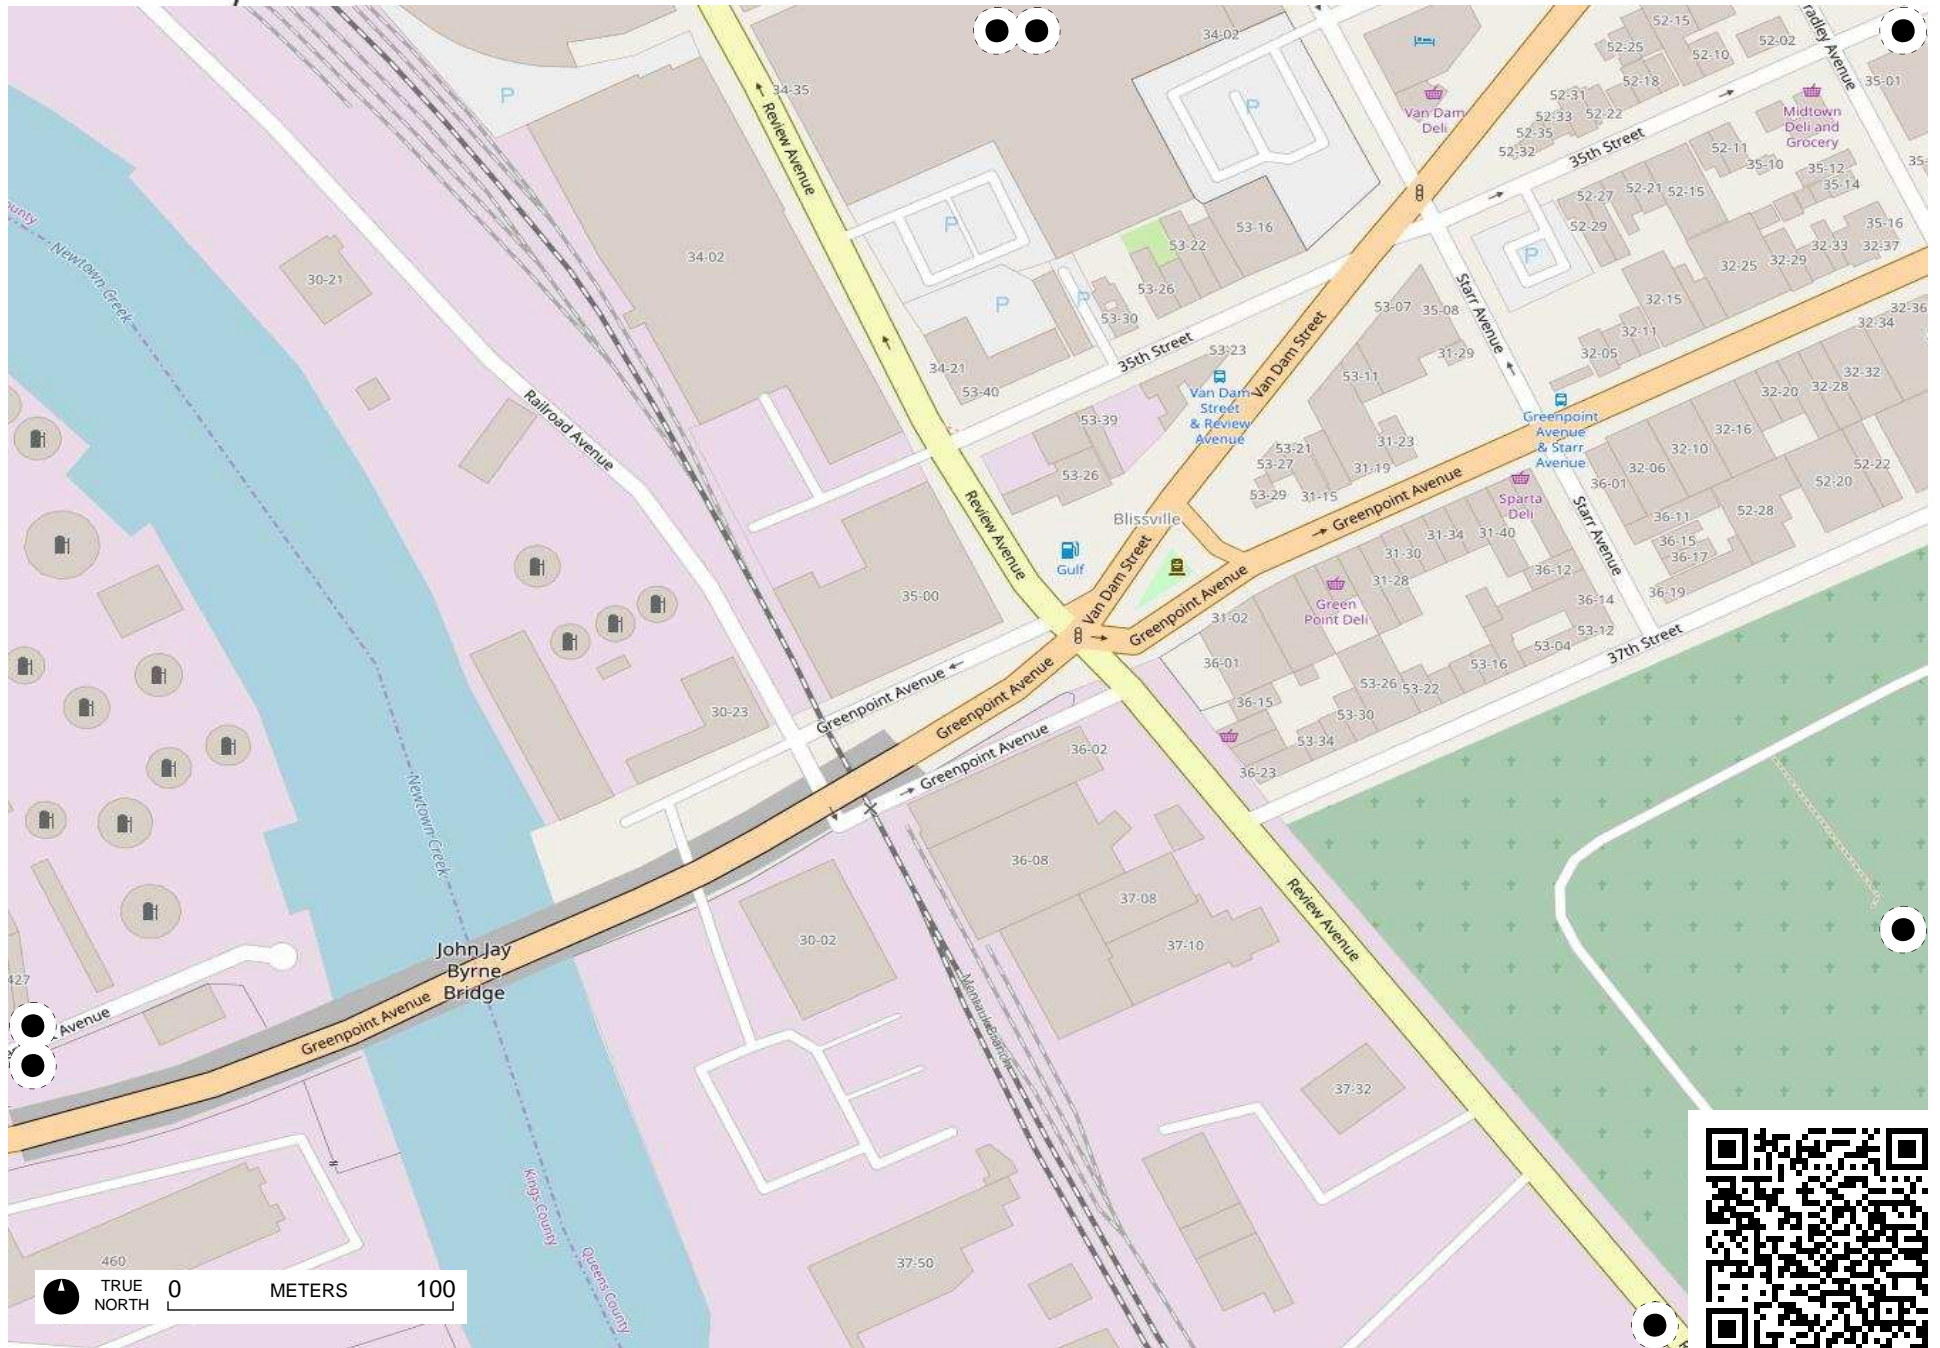 34-02
52-15
52-25
52-10
52-02
52-18
35-01
P
34-35
Review Avenue
P
Van Dam
Deli
52-31
52-33
52-22
52-35
52-32
35th Street
52-11
35-10
Midtown
Deli and
Grocery
35-12
35-14
52-27
52-21
52-15
52-29
35-16
32-33
32-37
32-25
32-29
Newtown Creek
30-21
34-02
P
P
P
P
53-22
53-16
53-26
53-30
53-07
35-08
Starr Avenue
32-15
32-11
32-36
32-34
32-05
35th Street
53-23
Van Dam Street
31-29
34-21
53-40
53-11
Van Dam
Street
& Review
Avenue
32-32
32-28
32-20
Railroad Avenue
53-39
Greenpoint
Avenue
& Starr
Avenue
32-16
31-23
53-21
53-27
31-19
53-26
32-10
32-06
52-22
52-20
36-01
53-29
31-15
Greenpoint Avenue
Sparta
Deli
Review Avenue
Blissville
Starr Avenue
36-11
52-28
36-15
36-17
31-34
31-40
31-30
Gulf
Van Dam Street
36-12
31-28
36-19
35-00
Greenpoint Avenue
Green
Point Deli
36-14
31-02
53-12
53-04
37th Street
36-01
53-16
53-26
53-22
36-15
53-30
53-34
36-23
30-23
Greenpoint Avenue
Greenpoint Avenue
Greenpoint Avenue
36-02
Newtown Creek
36-08
37-08
37-10
Review Avenue
30-02
John Jay
Byrne
Bridge
427
Avenue
Greenpoint Avenue
Montauk Branch
37-32
Kings County
Queens County
37-50
460
TRUE
NORTH
0 METERS 100